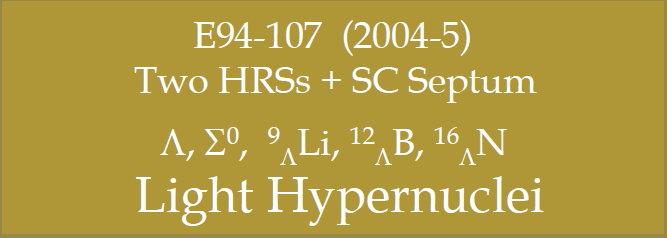 E94-107 (2004-5)
Two HRSs + SC Septum
Λ, Σ⁰, ⁹ΛLi, ¹²ΛB, ¹⁶ΛN
Light Hypernuclei